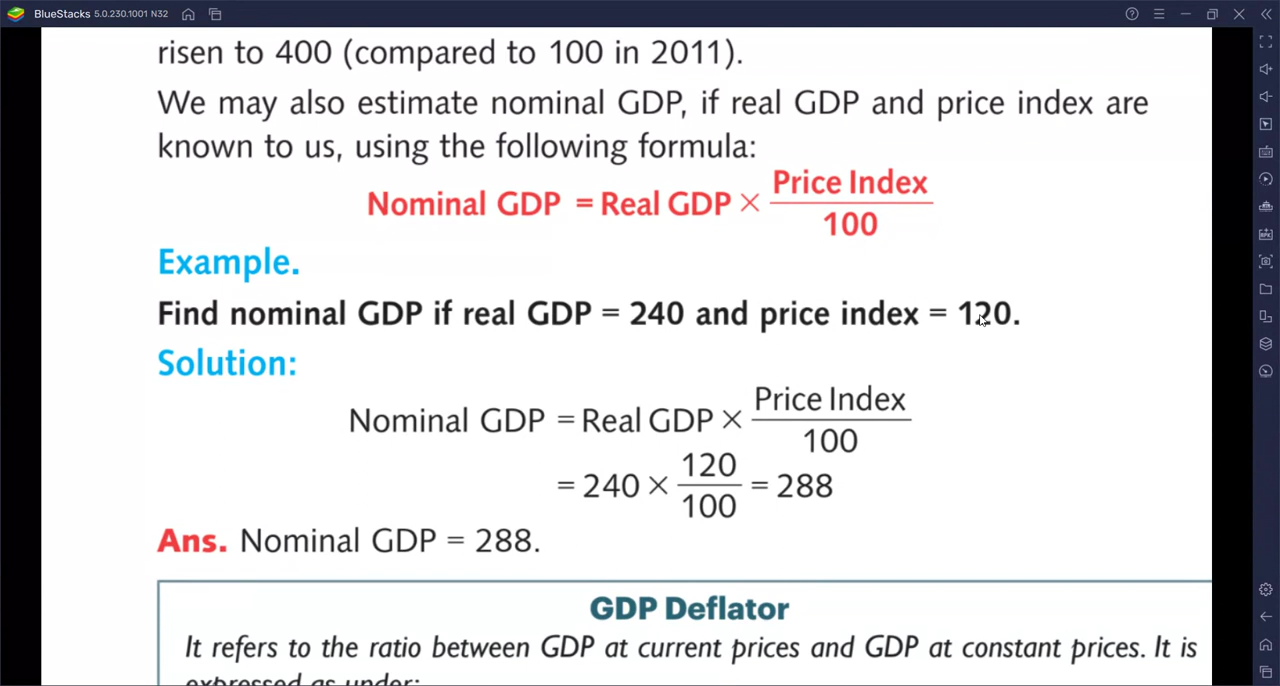 BlueStacks 5.0.230.1001 N32
risen to 400 (compared to 100 in 2011).
We may also estimate nominal GDP, if real GDP and price index are
known to us, using the following formula:
Nominal GDP = Real GDP × Price Index
100
Example.
Find nominal GDP if real GDP = 240 and price index = 120.
Solution:
Nominal GDP = Real GDP × Price Index
100
= 240 × 120
100 = 288
Ans. Nominal GDP = 288.
GDP Deflator
It refers to the ratio between GDP at current prices and GDP at constant prices. It is
expressed as under: